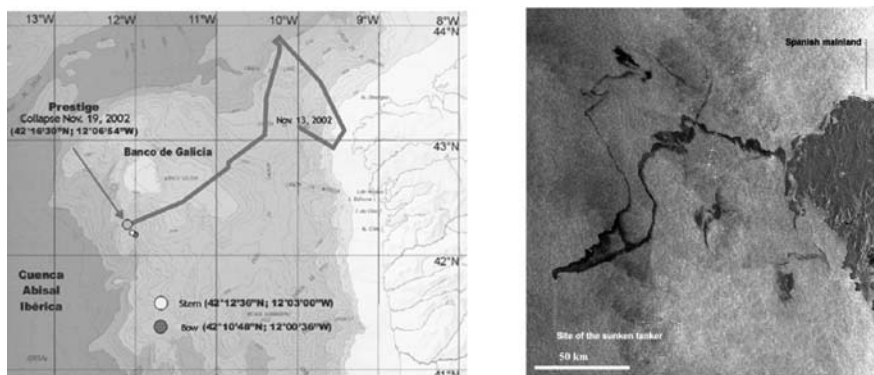 13°W 12°W 11°W 10°W 9°W 8°W
44°N
Nov. 13, 2002
Prestige
Collapse Nov. 19, 2002
(42°16'30"N; 12°06'54"W)
43°N
Banco de Galicia
42°N
Cuenca
Abisal
Ibérica
Stern (42°12'36"N; 12°03'00"W)
Bow (42°10'48"N; 12°00'36"W)
41°N
Spanish mainland
Site of the sunken tanker
50 km